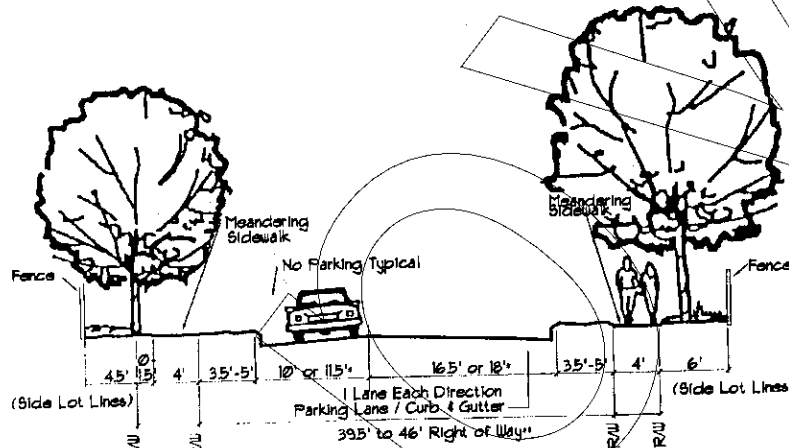 Meandering
Sidewalk
Meandering
Sidewalk
No Parking Typical
Fence
Fence
4.5'
4'
3.5'-5'
10' or 11.5'*
16.5' or 18'*
3.5'-5'
4'
6'
(Side Lot Lines)
1 Lane Each Direction
(Side Lot Lines
Parking Lane / Curb & Gutter
39.5' to 46' Right of Way**
R/W
R/W